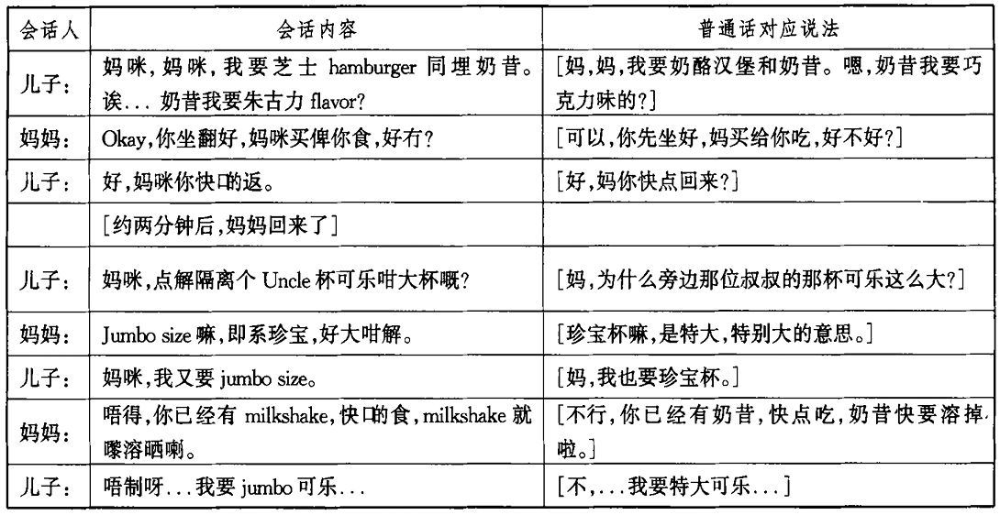 会话人 会话内容 普通话对应说法
儿子： 妈咪，妈咪，我要芝士 hamburger 同埋奶昔。 [妈，妈，我要奶酪汉堡和奶昔。嗯，奶昔我要巧
诶... 奶昔我要朱古力 flavor? 克力味的?]
妈妈： Okay，你坐翻好，妈咪买俾你食，好冇? [可以，你先坐好，妈买给你吃，好不好?]
儿子： 好，妈咪你快啲返。 [好，妈你快点回来?]
[约两分钟后，妈妈回来了]
儿子： 妈咪，点解隔离个 Uncle 杯可乐咁大杯嘅? [妈，为什么旁边那位叔叔的那杯可乐这么大?]
妈妈： Jumbo size 嘛，即系珍宝，好大咁解。 [珍宝杯嘛，是特大，特别大的意思。]
儿子： 妈咪，我又要 jumbo size。 [妈，我也要珍宝杯。]
妈妈： 唔得，你已经有 milkshake，快啲食，milkshake 就 [不行，你已经有奶昔，快点吃，奶昔快要溶掉
嚟溶晒喇。 啦。]
儿子： 唔制呀...我要 jumbo 可乐... [不，...我要特大可乐...]